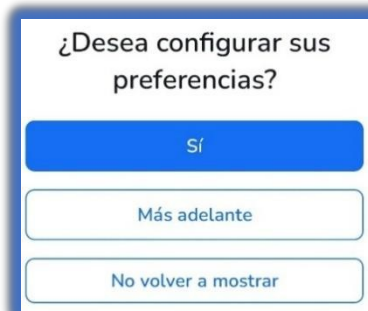 ¿Desea configurar sus
preferencias?
Sí
Más adelante
No volver a mostrar